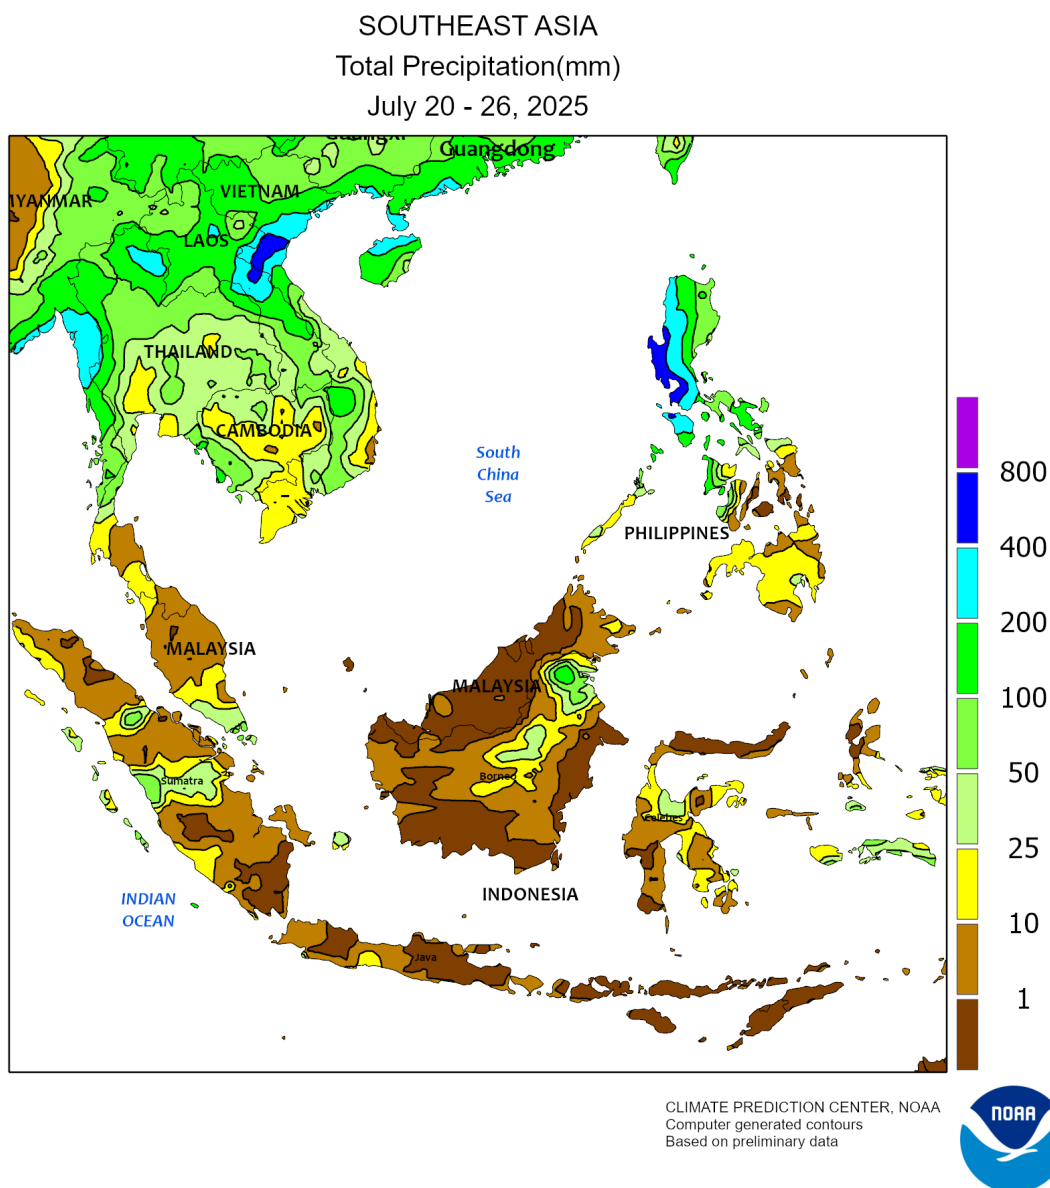 SOUTHEAST ASIA
Total Precipitation(mm)
July 20 - 26, 2025
Guangxi
Guangdong
MYANMAR
VIETNAM
LAOS
THAILAND
CAMBODIA
South
China
Sea
PHILIPPINES
MALAYSIA
MALAYSIA
Borneo
Sumatra
Celebes
INDONESIA
INDIAN
OCEAN
Java
800
400
200
100
50
25
10
1
CLIMATE PREDICTION CENTER, NOAA
Computer generated contours
Based on preliminary data
NOAA